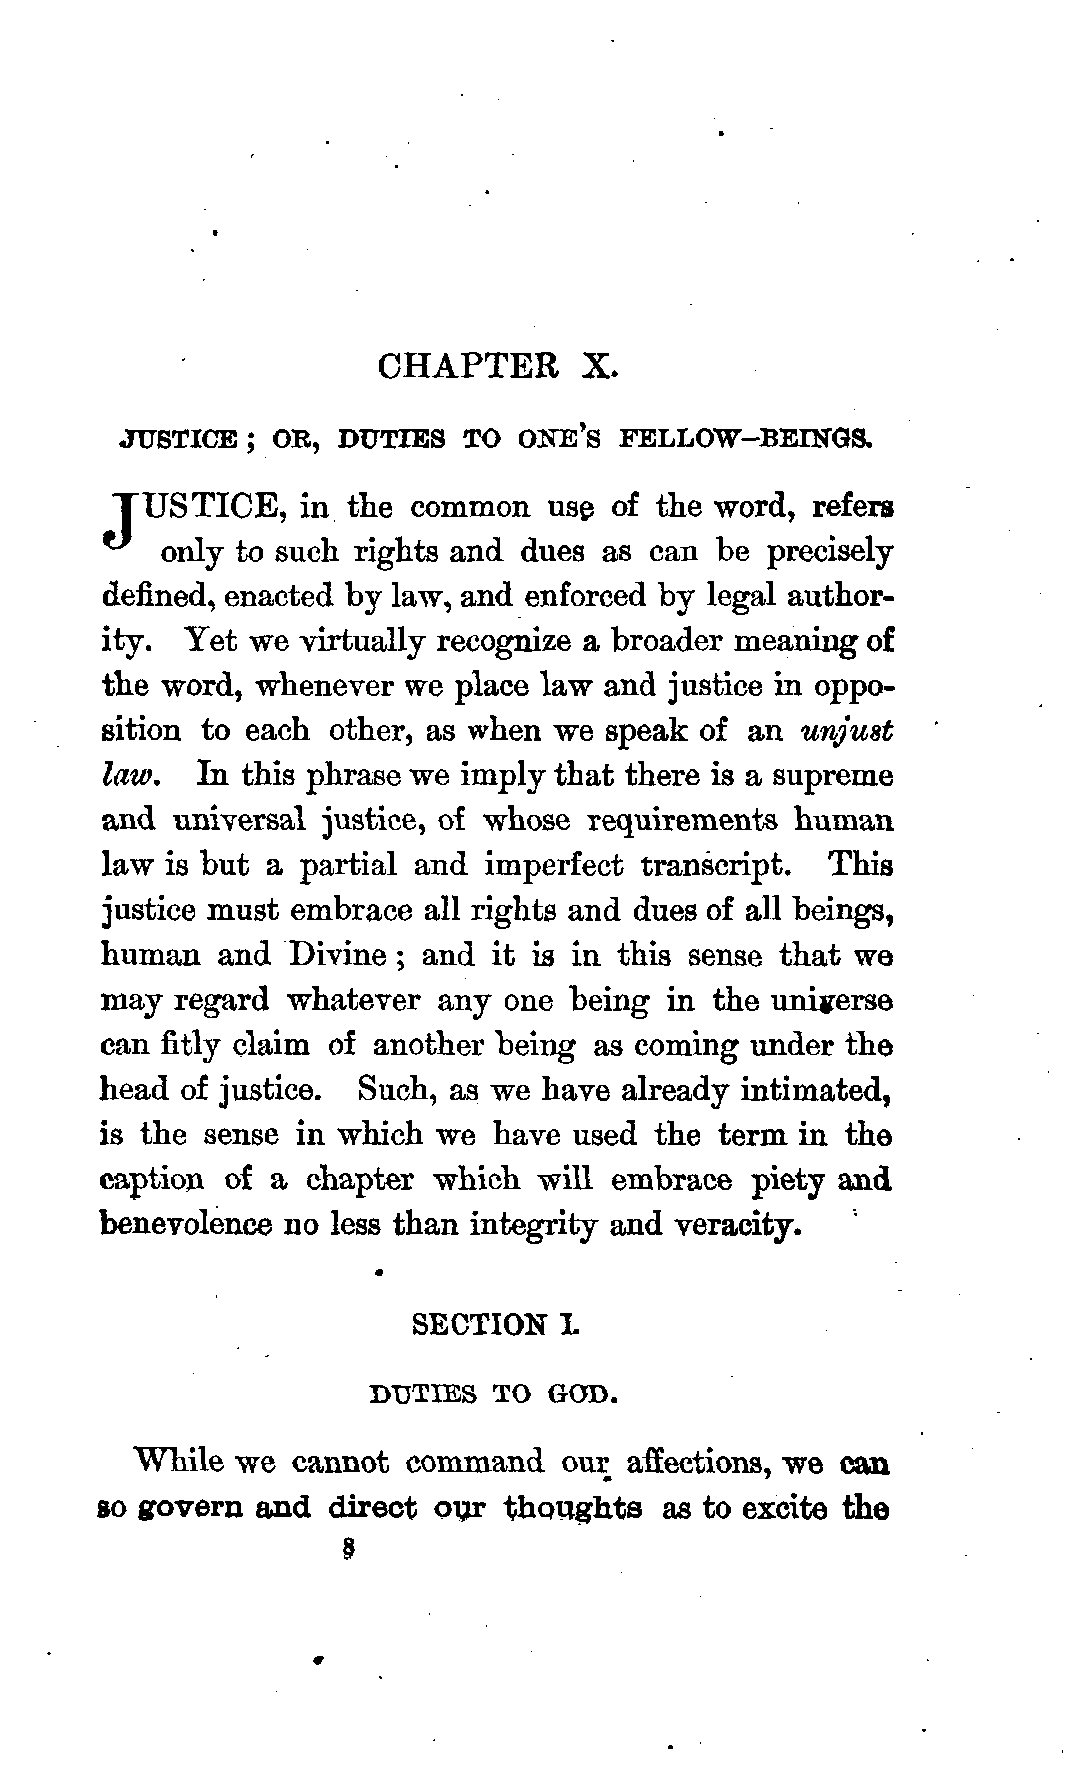 CHAPTER X.
JUSTICE; OR, DUTIES TO ONE'S FELLOW-BEINGS.
JUSTICE, in the common use of the word, refers
only to such rights and dues as can be precisely
defined, enacted by law, and enforced by legal author-
ity. Yet we virtually recognize a broader meaning of
the word, whenever we place law and justice in oppo-
sition to each other, as when we speak of an unjust
law. In this phrase we imply that there is a supreme
and universal justice, of whose requirements human
law is but a partial and imperfect transcript. This
justice must embrace all rights and dues of all beings,
human and Divine; and it is in this sense that we
may regard whatever any one being in the universe
can fitly claim of another being as coming under the
head of justice. Such, as we have already intimated,
is the sense in which we have used the term in the
caption of a chapter which will embrace piety and
benevolence no less than integrity and veracity.
SECTION I.
DUTIES TO GOD.
While we cannot command our affections, we can
so govern and direct our thoughts as to excite the